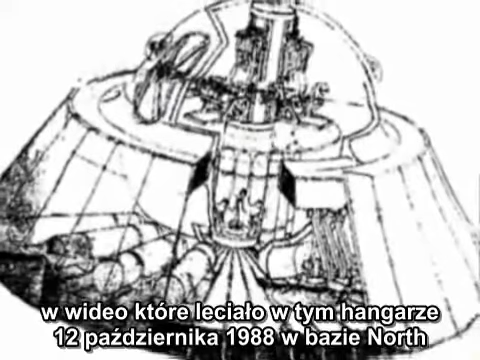 w wideo które leciało w tym hangarze
12 października 1988 w bazie North